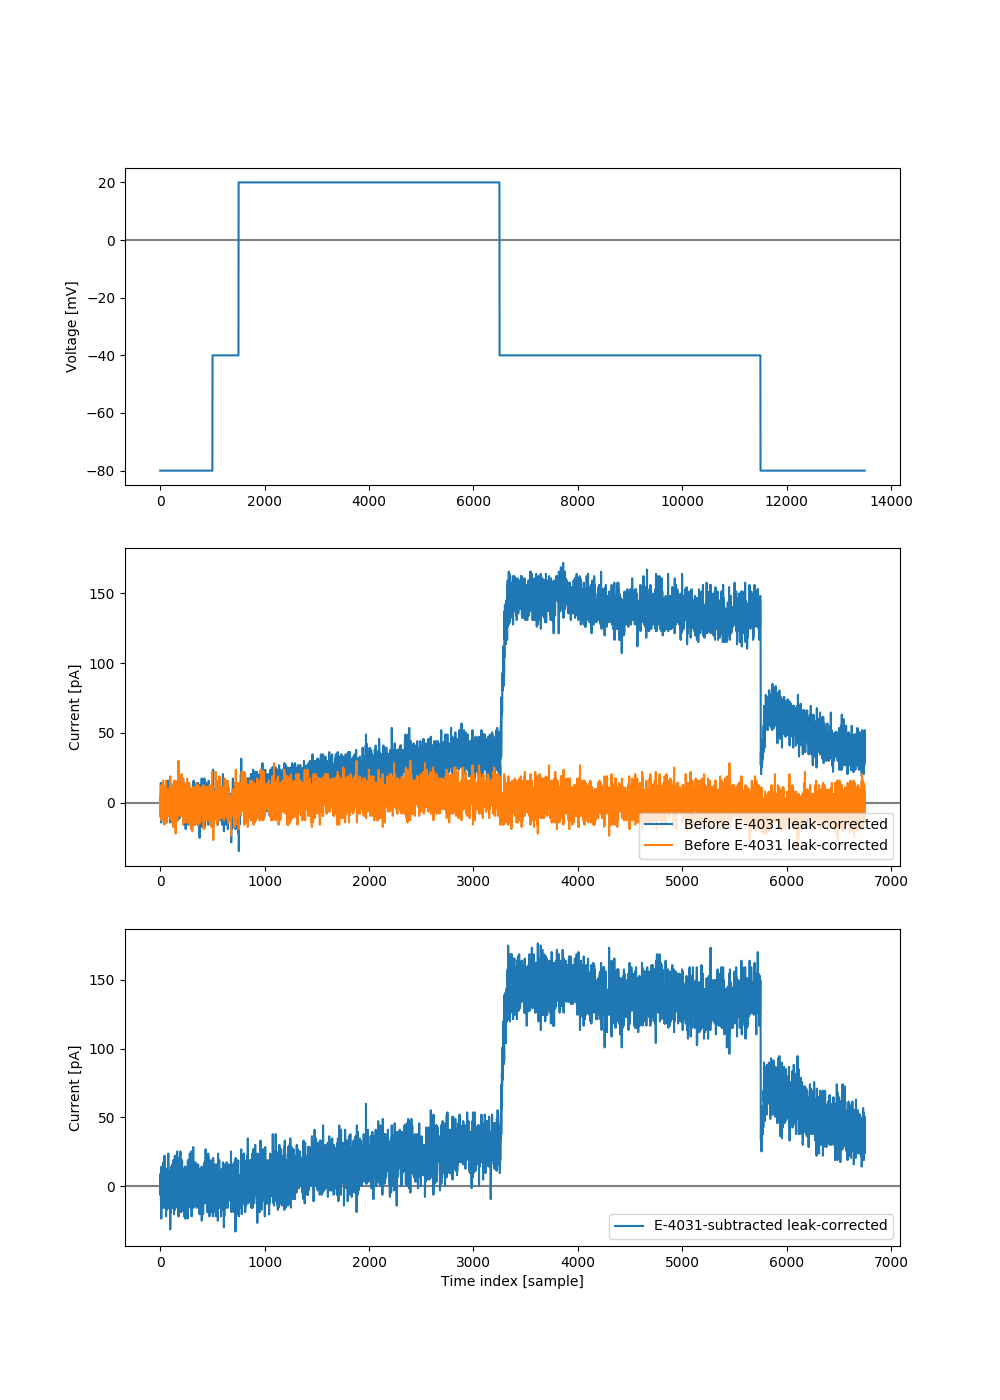 20
0
−20
−40
−60
−80
Voltage [mV]
0 2000 4000 6000 8000 10000 12000 14000
150
100
50
0
Current [pA]
Before E-4031 leak-corrected
Before E-4031 leak-corrected
0 1000 2000 3000 4000 5000 6000 7000
150
100
50
0
Current [pA]
E-4031-subtracted leak-corrected
0 1000 2000 3000 4000 5000 6000 7000
Time index [sample]